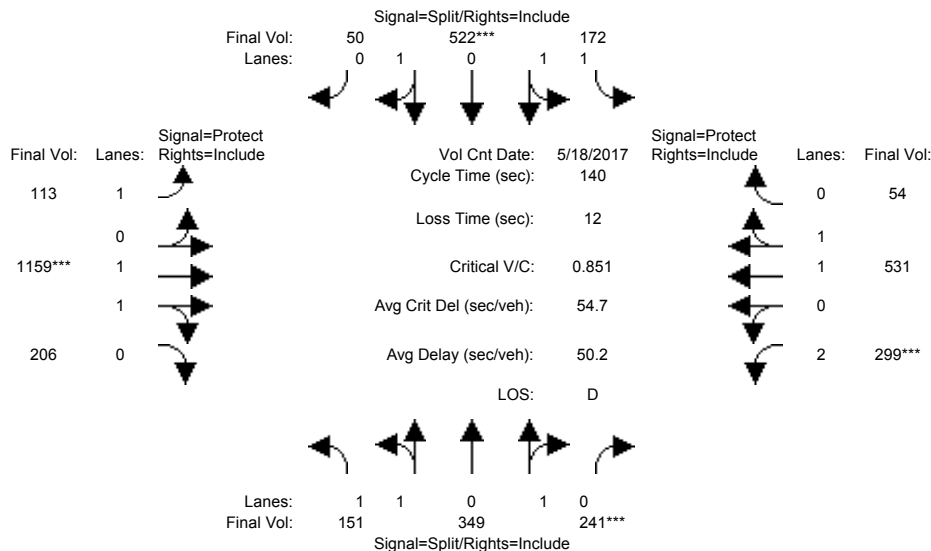 Signal=Split/Rights=Include
Final Vol: 50 522*** 172
Lanes: 0 1 0 1 1
Signal=Protect Signal=Protect
Final Vol: Lanes: Rights=Include Vol Cnt Date: 5/18/2017 Rights=Include Lanes: Final Vol:
Cycle Time (sec): 140
113 1 0 54
Loss Time (sec): 12
0 1
1159*** 1 Critical V/C: 0.851 1 531
1 Avg Crit Del (sec/veh): 54.7 0
206 0 Avg Delay (sec/veh): 50.2 2 299***
LOS: D
Lanes: 1 1 0 1 0
Final Vol: 151 349 241***
Signal=Split/Rights=Include